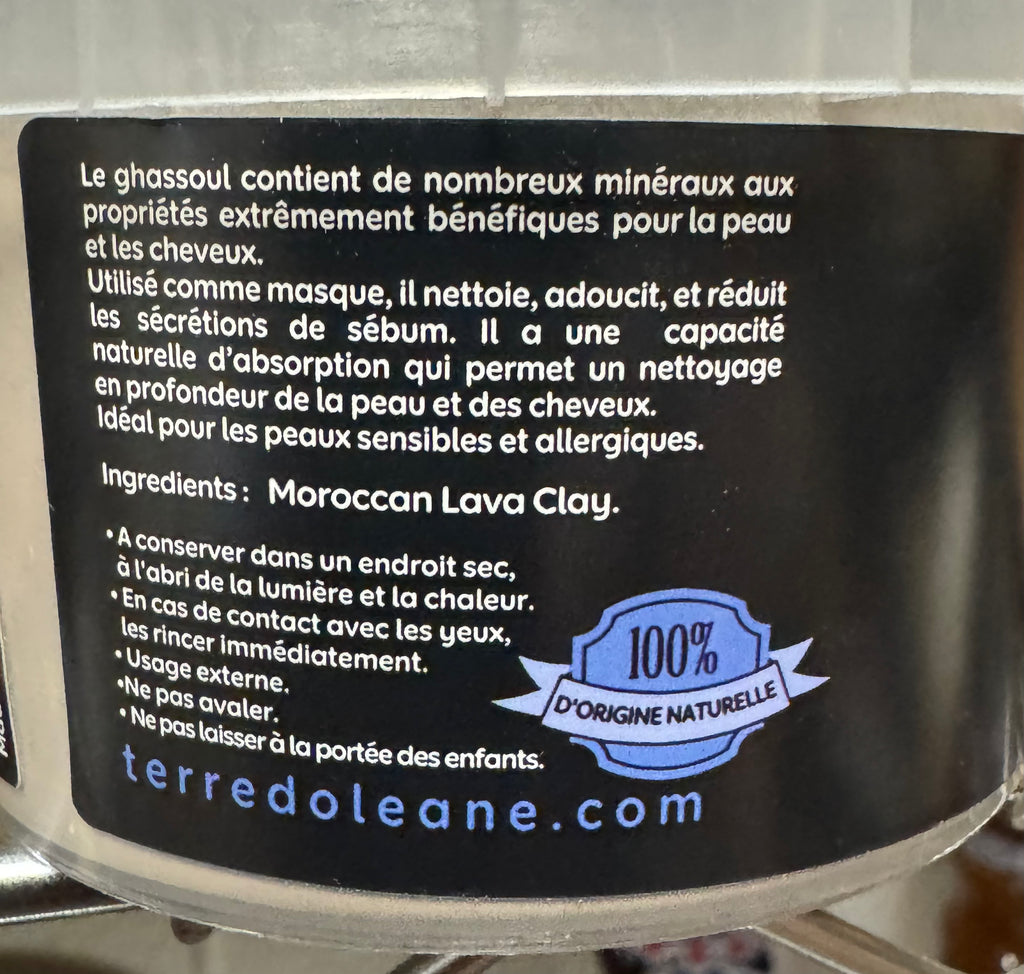 Le ghassoul contient de nombreux minéraux aux
propriétés extrêmement bénéfiques pour la peau
et les cheveux.
Utilisé comme masque, il nettoie, adoucit, et réduit
les sécrétions de sébum. Il a une capacité
naturelle d'absorption qui permet un nettoyage
en profondeur de la peau et des cheveux.
Idéal pour les peaux sensibles et allergiques.
Ingredients : Moroccan Lava Clay.
•A conserver dans un endroit sec,
à l'abri de la lumière et la chaleur.
•En cas de contact avec les yeux,
les rincer immédiatement.
•Usage externe.
•Ne pas avaler.
•Ne pas laisser à la portée des enfants.
100%
D'ORIGINE NATURELLE
terredoleane.com